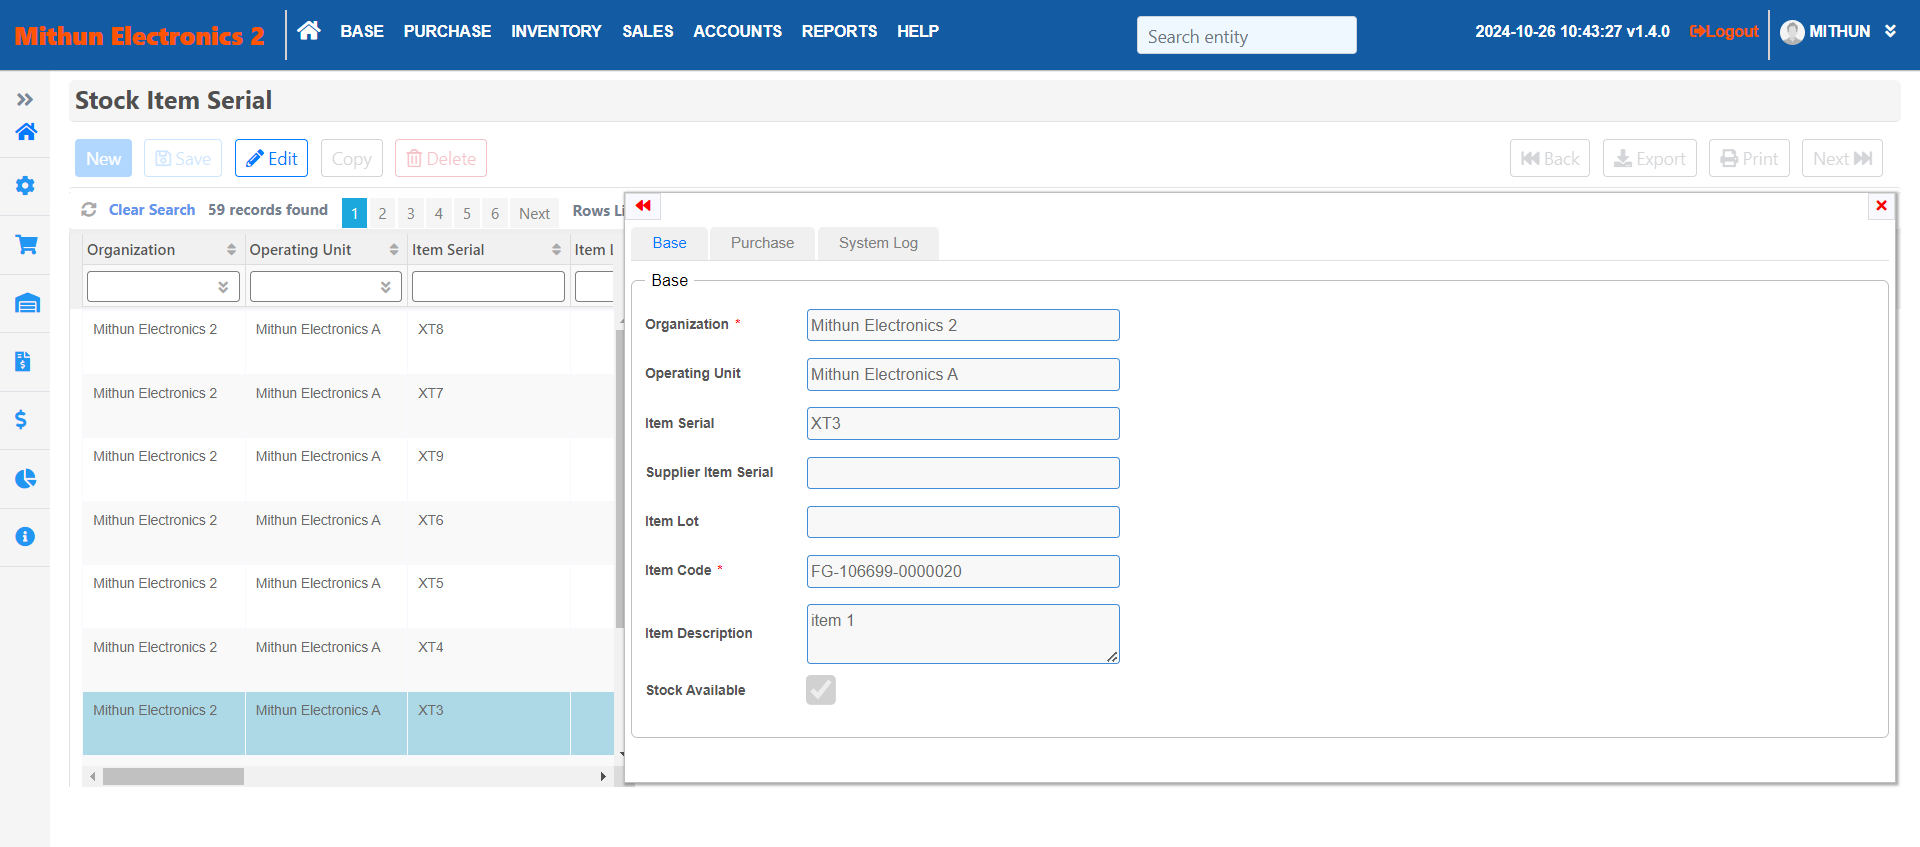 Mithun Electronics 2
BASE PURCHASE INVENTORY SALES ACCOUNTS REPORTS HELP
Search entity
2024-10-26 10:43:27 v1.4.0
Logout
MITHUN
Stock Item Serial
New Save Edit Copy Delete
Back Export Print Next
Clear Search 59 records found 1 2 3 4 5 6 Next Rows Li
Organization Operating Unit Item Serial Item L
Mithun Electronics 2 Mithun Electronics A XT8
Mithun Electronics 2 Mithun Electronics A XT7
Mithun Electronics 2 Mithun Electronics A XT9
Mithun Electronics 2 Mithun Electronics A XT6
Mithun Electronics 2 Mithun Electronics A XT5
Mithun Electronics 2 Mithun Electronics A XT4
Mithun Electronics 2 Mithun Electronics A XT3
Base Purchase System Log
Base
Organization * Mithun Electronics 2
Operating Unit Mithun Electronics A
Item Serial XT3
Supplier Item Serial
Item Lot
Item Code * FG-106699-0000020
Item Description item 1
Stock Available